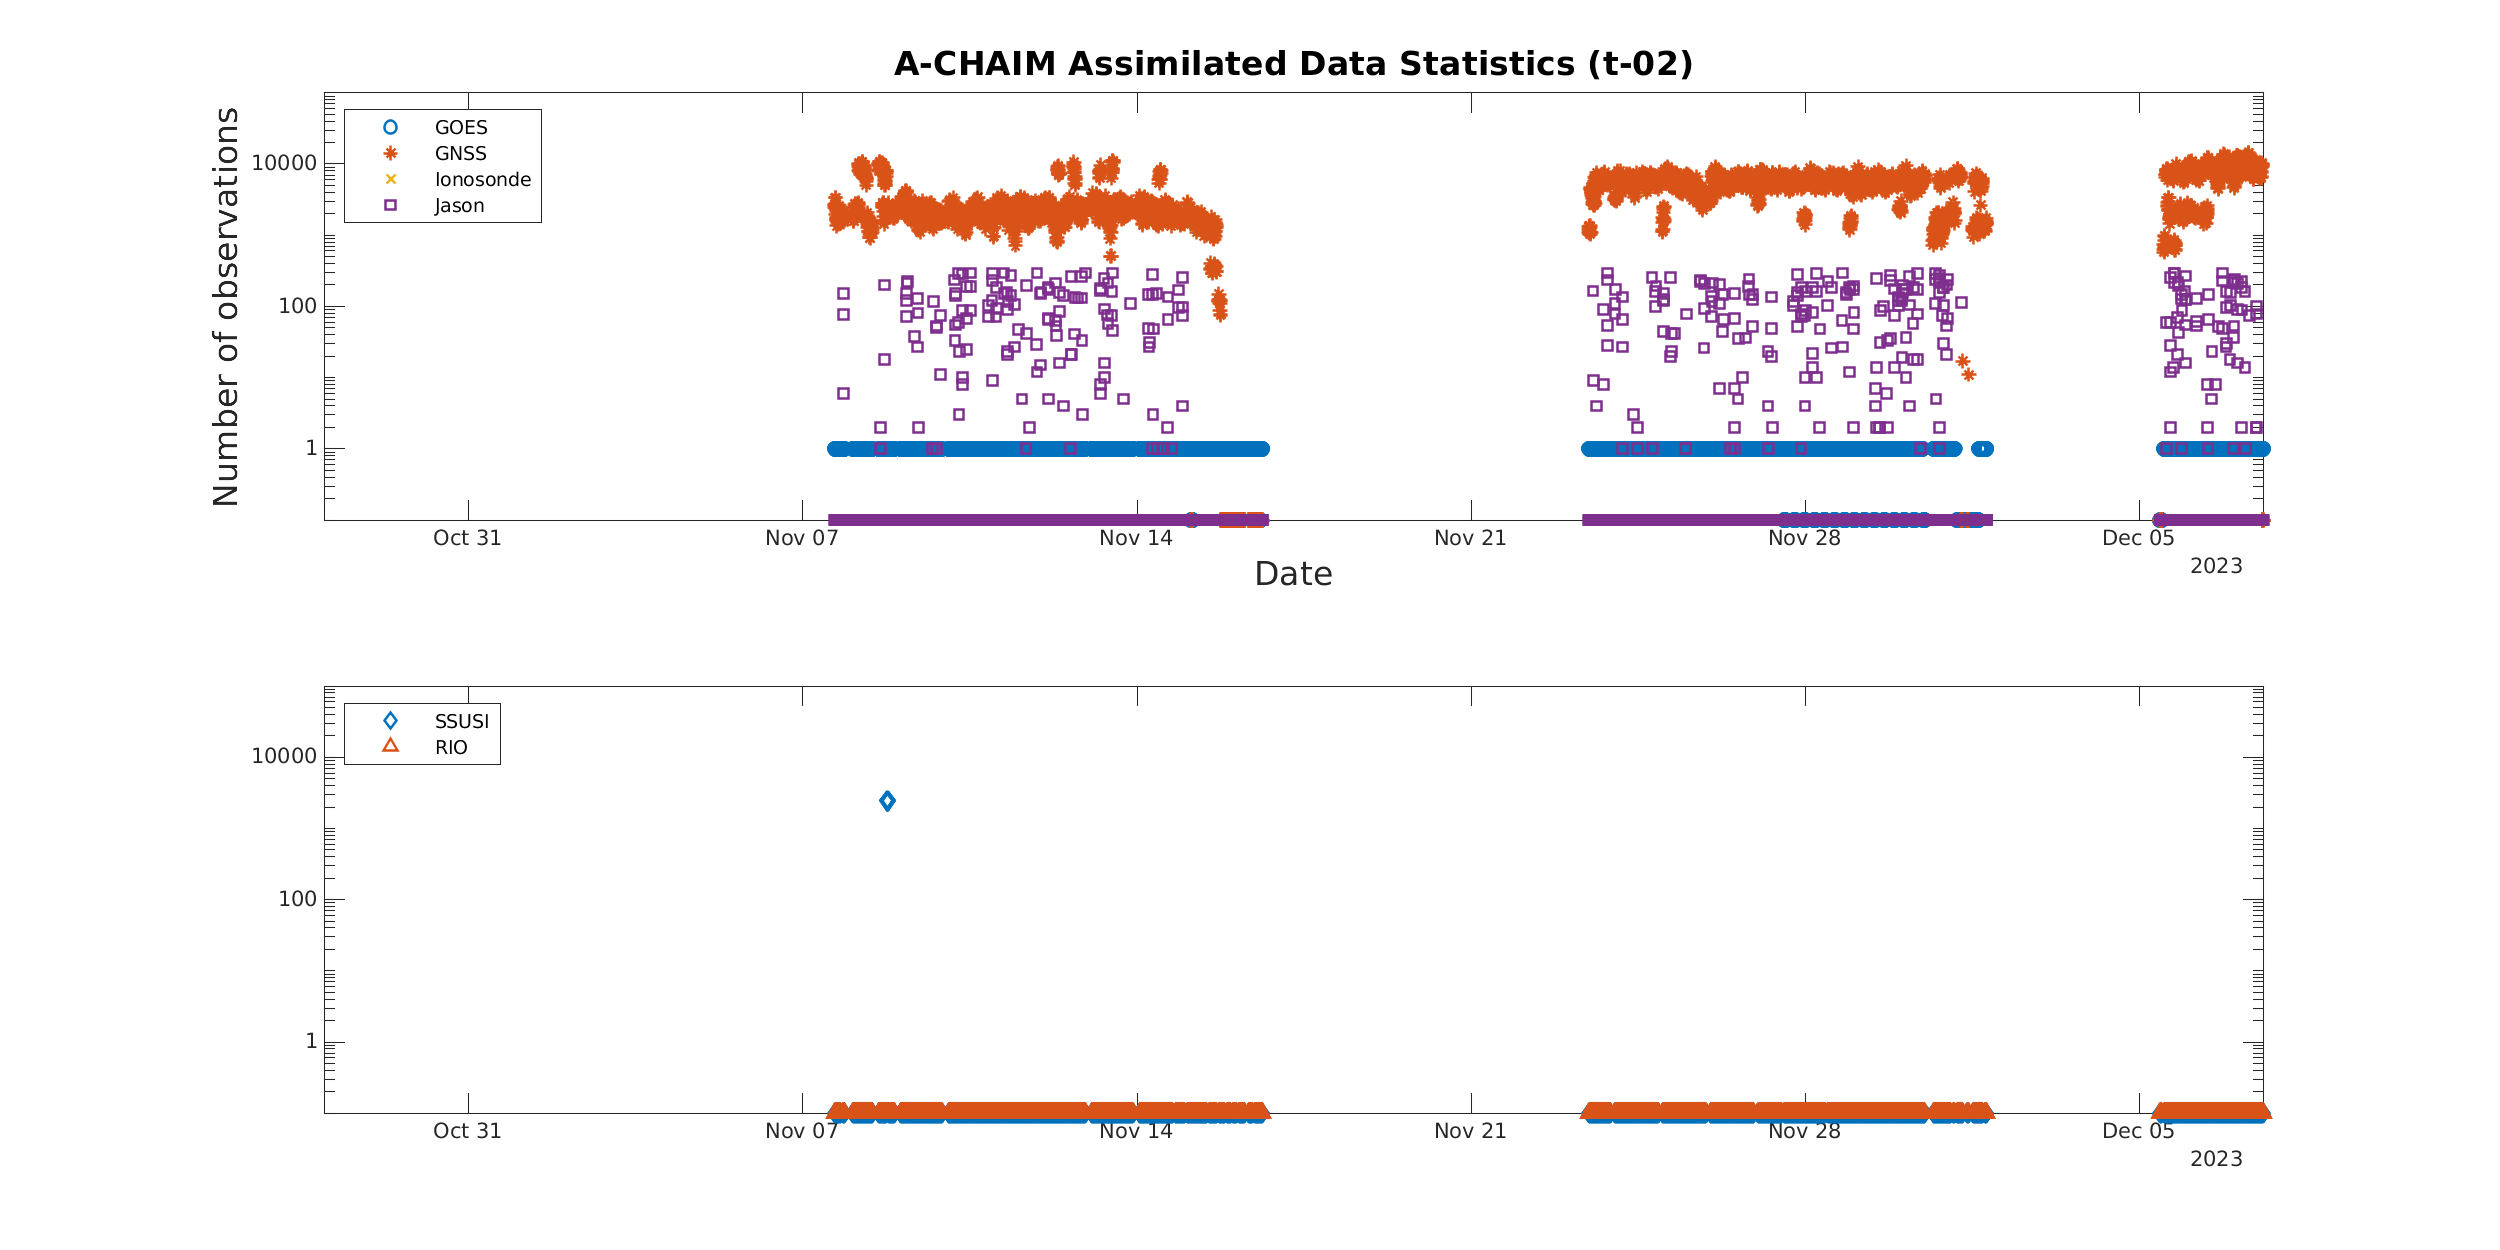 A-CHAIM Assimilated Data Statistics (t-02)
Number of observations
10000
100
1
GOES
GNSS
Ionosonde
Jason
Oct 31 Nov 07 Nov 14 Nov 21 Nov 28 Dec 05
2023
Date
10000
100
1
SSUSI
RIO
Oct 31 Nov 07 Nov 14 Nov 21 Nov 28 Dec 05
2023